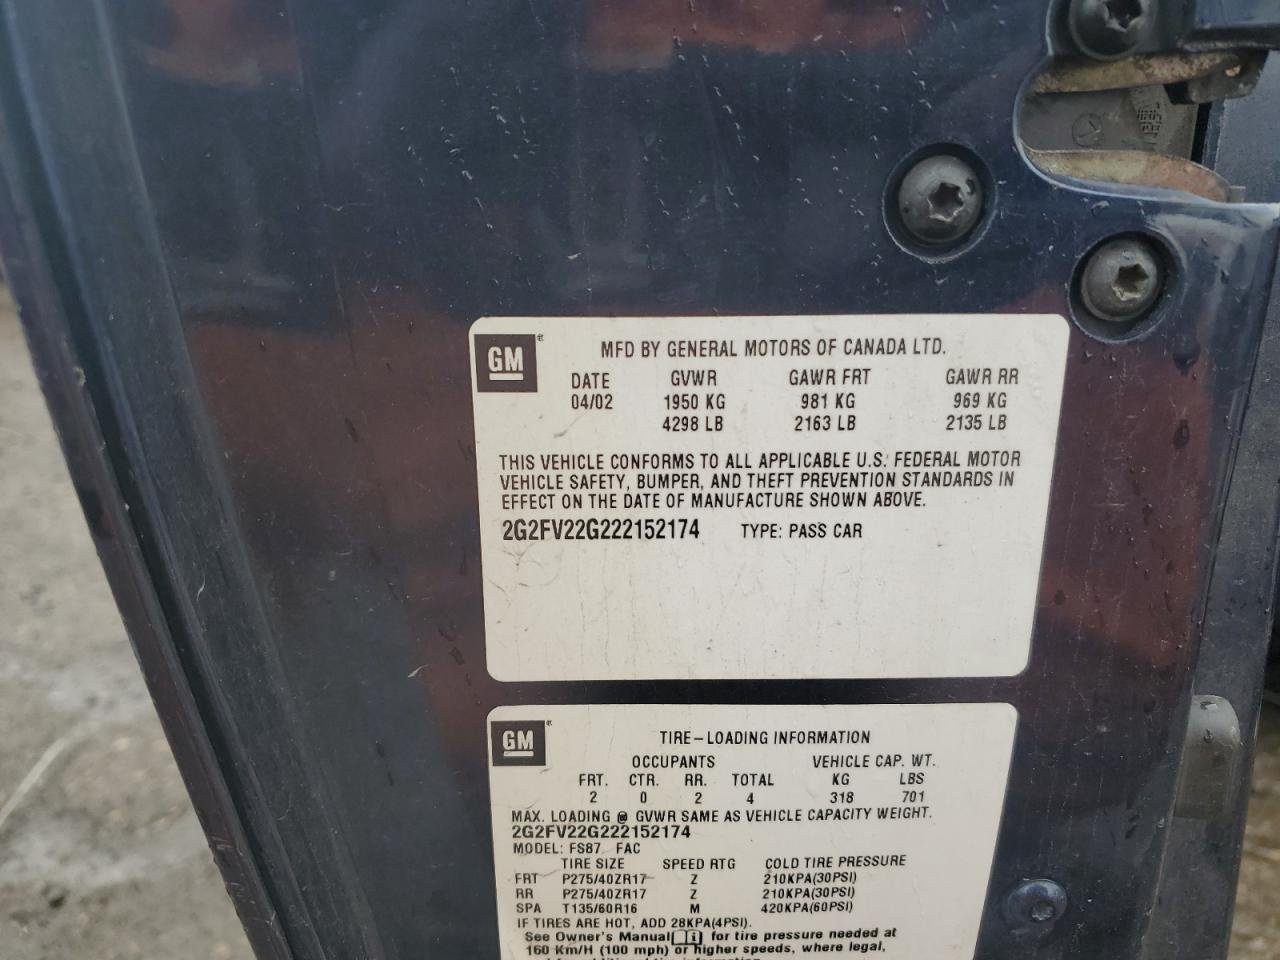 GM®
MFD BY GENERAL MOTORS OF CANADA LTD.
DATE GVWR GAWR FRT GAWR RR
04/02 1950 KG 981 KG 969 KG
4298 LB 2163 LB 2135 LB
THIS VEHICLE CONFORMS TO ALL APPLICABLE U.S. FEDERAL MOTOR
VEHICLE SAFETY, BUMPER, AND THEFT PREVENTION STANDARDS IN
EFFECT ON THE DATE OF MANUFACTURE SHOWN ABOVE.
2G2FV22G222152174 TYPE: PASS CAR
GM®
TIRE-LOADING INFORMATION
OCCUPANTS VEHICLE CAP. WT.
FRT. CTR. RR. TOTAL KG LBS
2 0 2 4 318 701
MAX. LOADING @ GVWR SAME AS VEHICLE CAPACITY WEIGHT.
2G2FV22G222152174
MODEL: FS87 FAC
TIRE SIZE SPEED RTG COLD TIRE PRESSURE
FRT P275/40ZR17 Z 210KPA(30PSI)
RR P275/40ZR17 Z 210KPA(30PSI)
SPA T135/60R16 M 420KPA(60PSI)
IF TIRES ARE HOT, ADD 28KPA(4PSI).
See Owner's Manual for tire pressure needed at
160 Km/H (100 mph) or higher speeds, where legal,